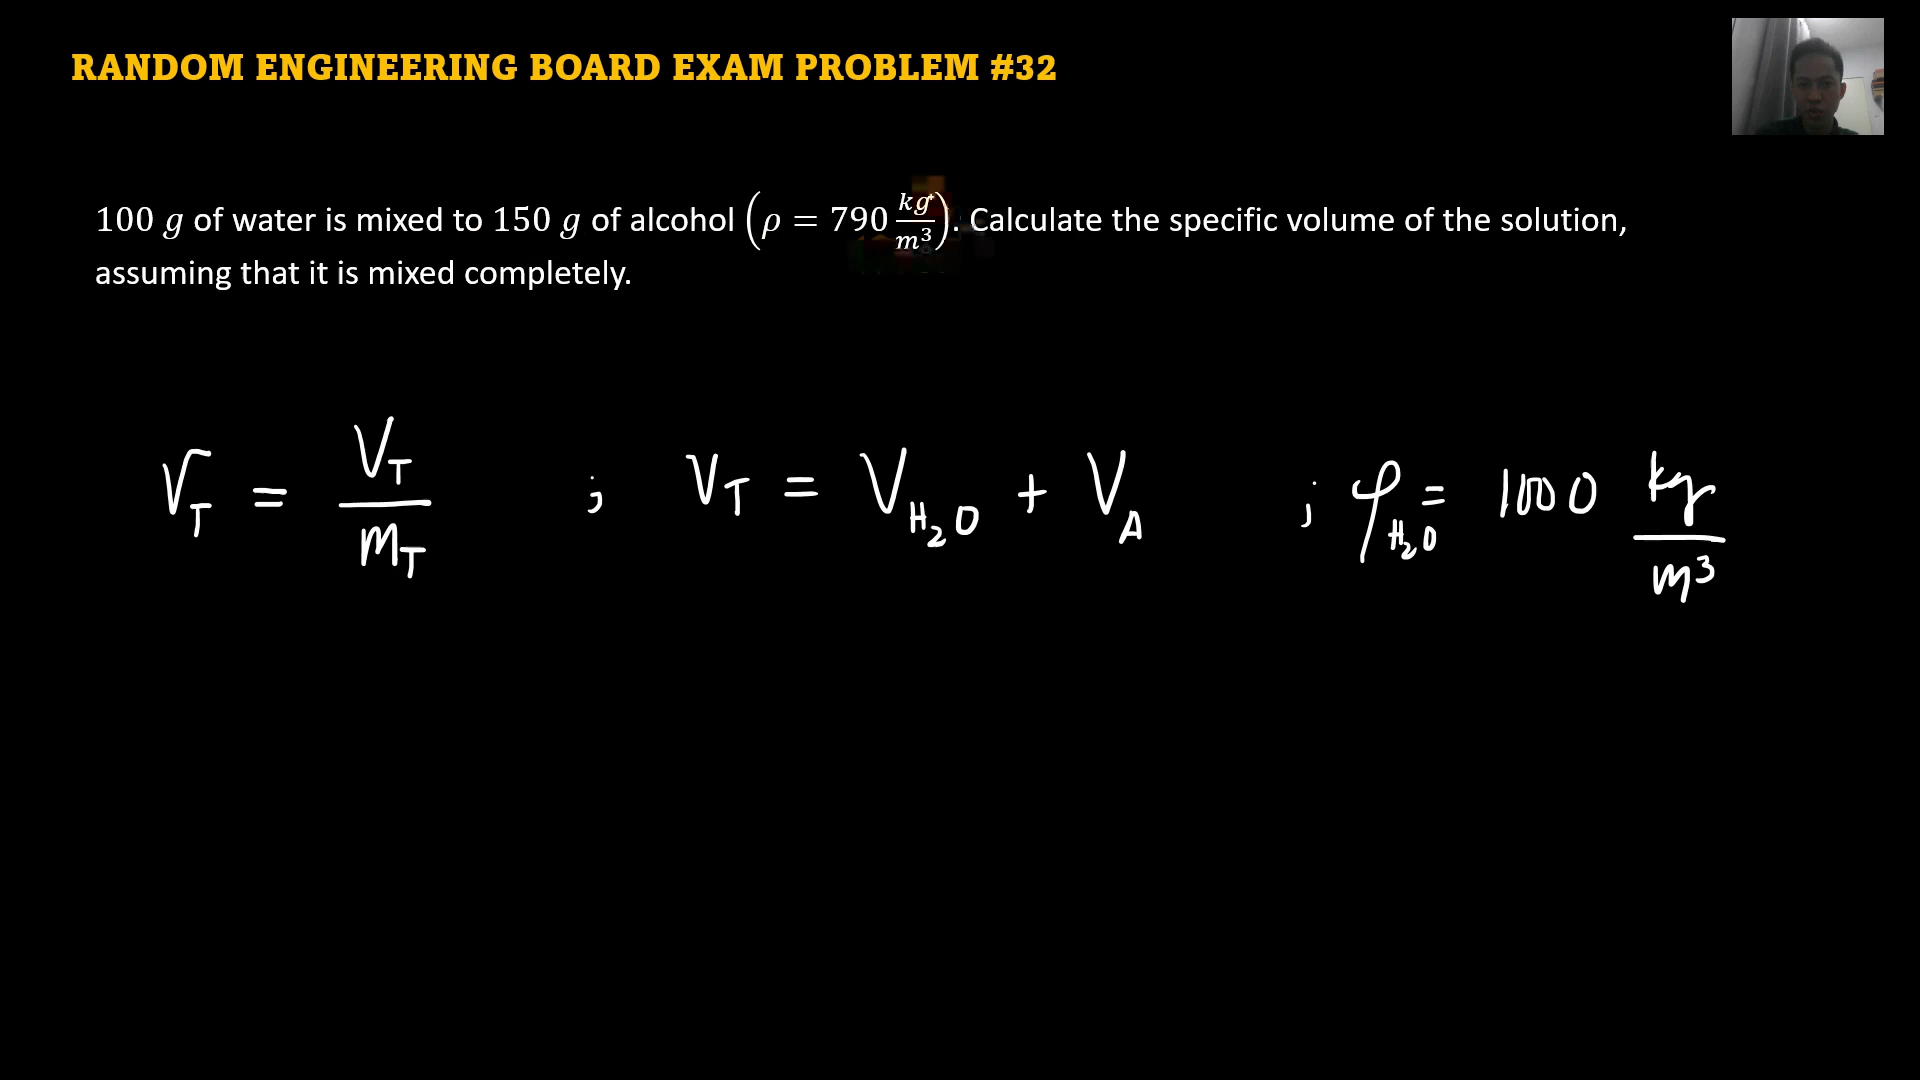 RANDOM ENGINEERING BOARD EXAM PROBLEM #32
100 g of water is mixed to 150 g of alcohol (ρ = 790 kg/m³). Calculate the specific volume of the solution,
assuming that it is mixed completely.
v_T = V_T/m_T ; V_T = V_H₂O + V_A ; ρ_H₂O = 1000 kg/m³